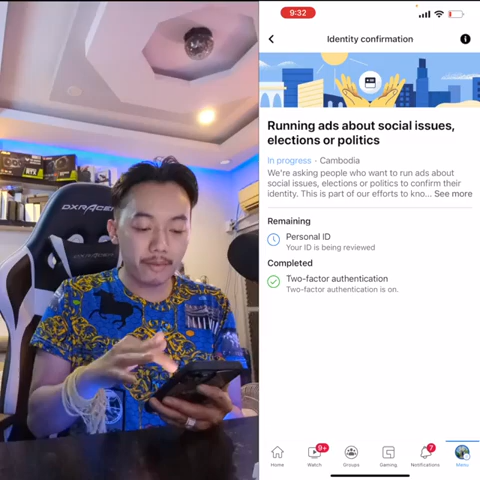 9:32
Identity confirmation
Running ads about social issues,
elections or politics
In progress · Cambodia
We're asking people who want to run ads about
social issues, elections or politics to confirm their
identity. This is part of our efforts to kno... See more
Remaining
Personal ID
Your ID is being reviewed
Completed
Two-factor authentication
Two-factor authentication is on.
9+
7
Home
Watch
Groups
Gaming
Notifications
Menu
DXRACER